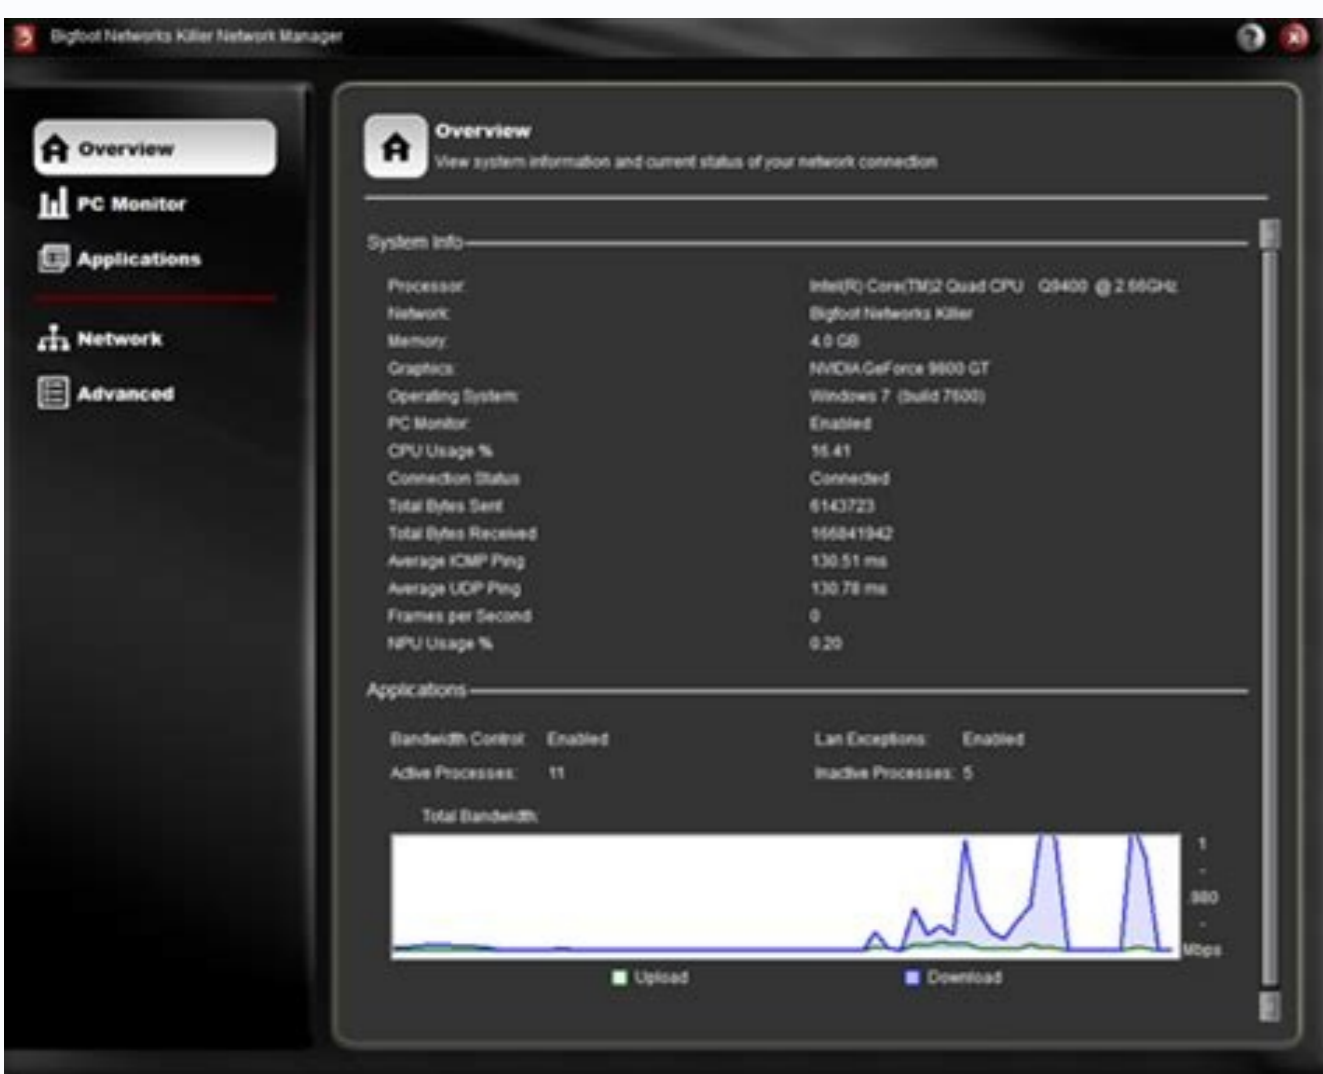 Bigfoot Networks Killer Network Manager
?
Overview
PC Monitor
Applications
Network
Advanced
Overview
View system information and current status of your network connection
System Info
Processor: Intel(R) Core(TM)2 Quad CPU Q9400 @ 2.66GHz
Network: Bigfoot Networks Killer
Memory: 4.0 GB
Graphics: NVIDIA GeForce 9800 GT
Operating System: Windows 7 (build 7600)
PC Monitor: Enabled
CPU Usage % 16.41
Connection Status Connected
Total Bytes Sent 6143723
Total Bytes Received 166841942
Average ICMP Ping 130.51 ms
Average UDP Ping 130.78 ms
Frames per Second 0
NPU Usage % 0.20
Applications
Bandwidth Control: Enabled Lan Exceptions: Enabled
Active Processes: 11 Inactive Processes: 5
Total Bandwidth:
1
-
.980
-
Mbps
Upload Download